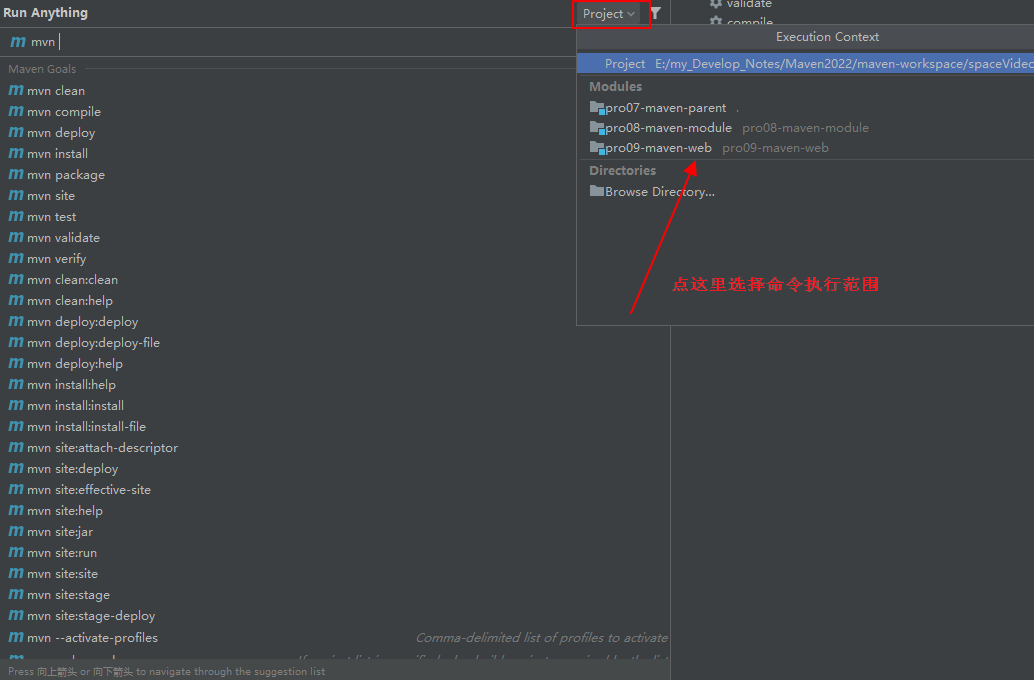 Run Anything
Project
validate
compile
mvn
Execution Context
Project E:/my_Develop_Notes/Maven2022/maven-workspace/spaceVideo
Modules
pro07-maven-parent .
pro08-maven-module pro08-maven-module
pro09-maven-web pro09-maven-web
Directories
Browse Directory...
点这里选择命令执行范围
Maven Goals
mvn clean
mvn compile
mvn deploy
mvn install
mvn package
mvn site
mvn test
mvn validate
mvn verify
mvn clean:clean
mvn clean:help
mvn deploy:deploy
mvn deploy:deploy-file
mvn deploy:help
mvn install:help
mvn install:install
mvn install:install-file
mvn site:attach-descriptor
mvn site:deploy
mvn site:effective-site
mvn site:help
mvn site:jar
mvn site:run
mvn site:site
mvn site:stage
mvn site:stage-deploy
mvn --activate-profiles Comma-delimited list of profiles to activate
Press 向上箭头 or 向下箭头 to navigate through the suggestion list